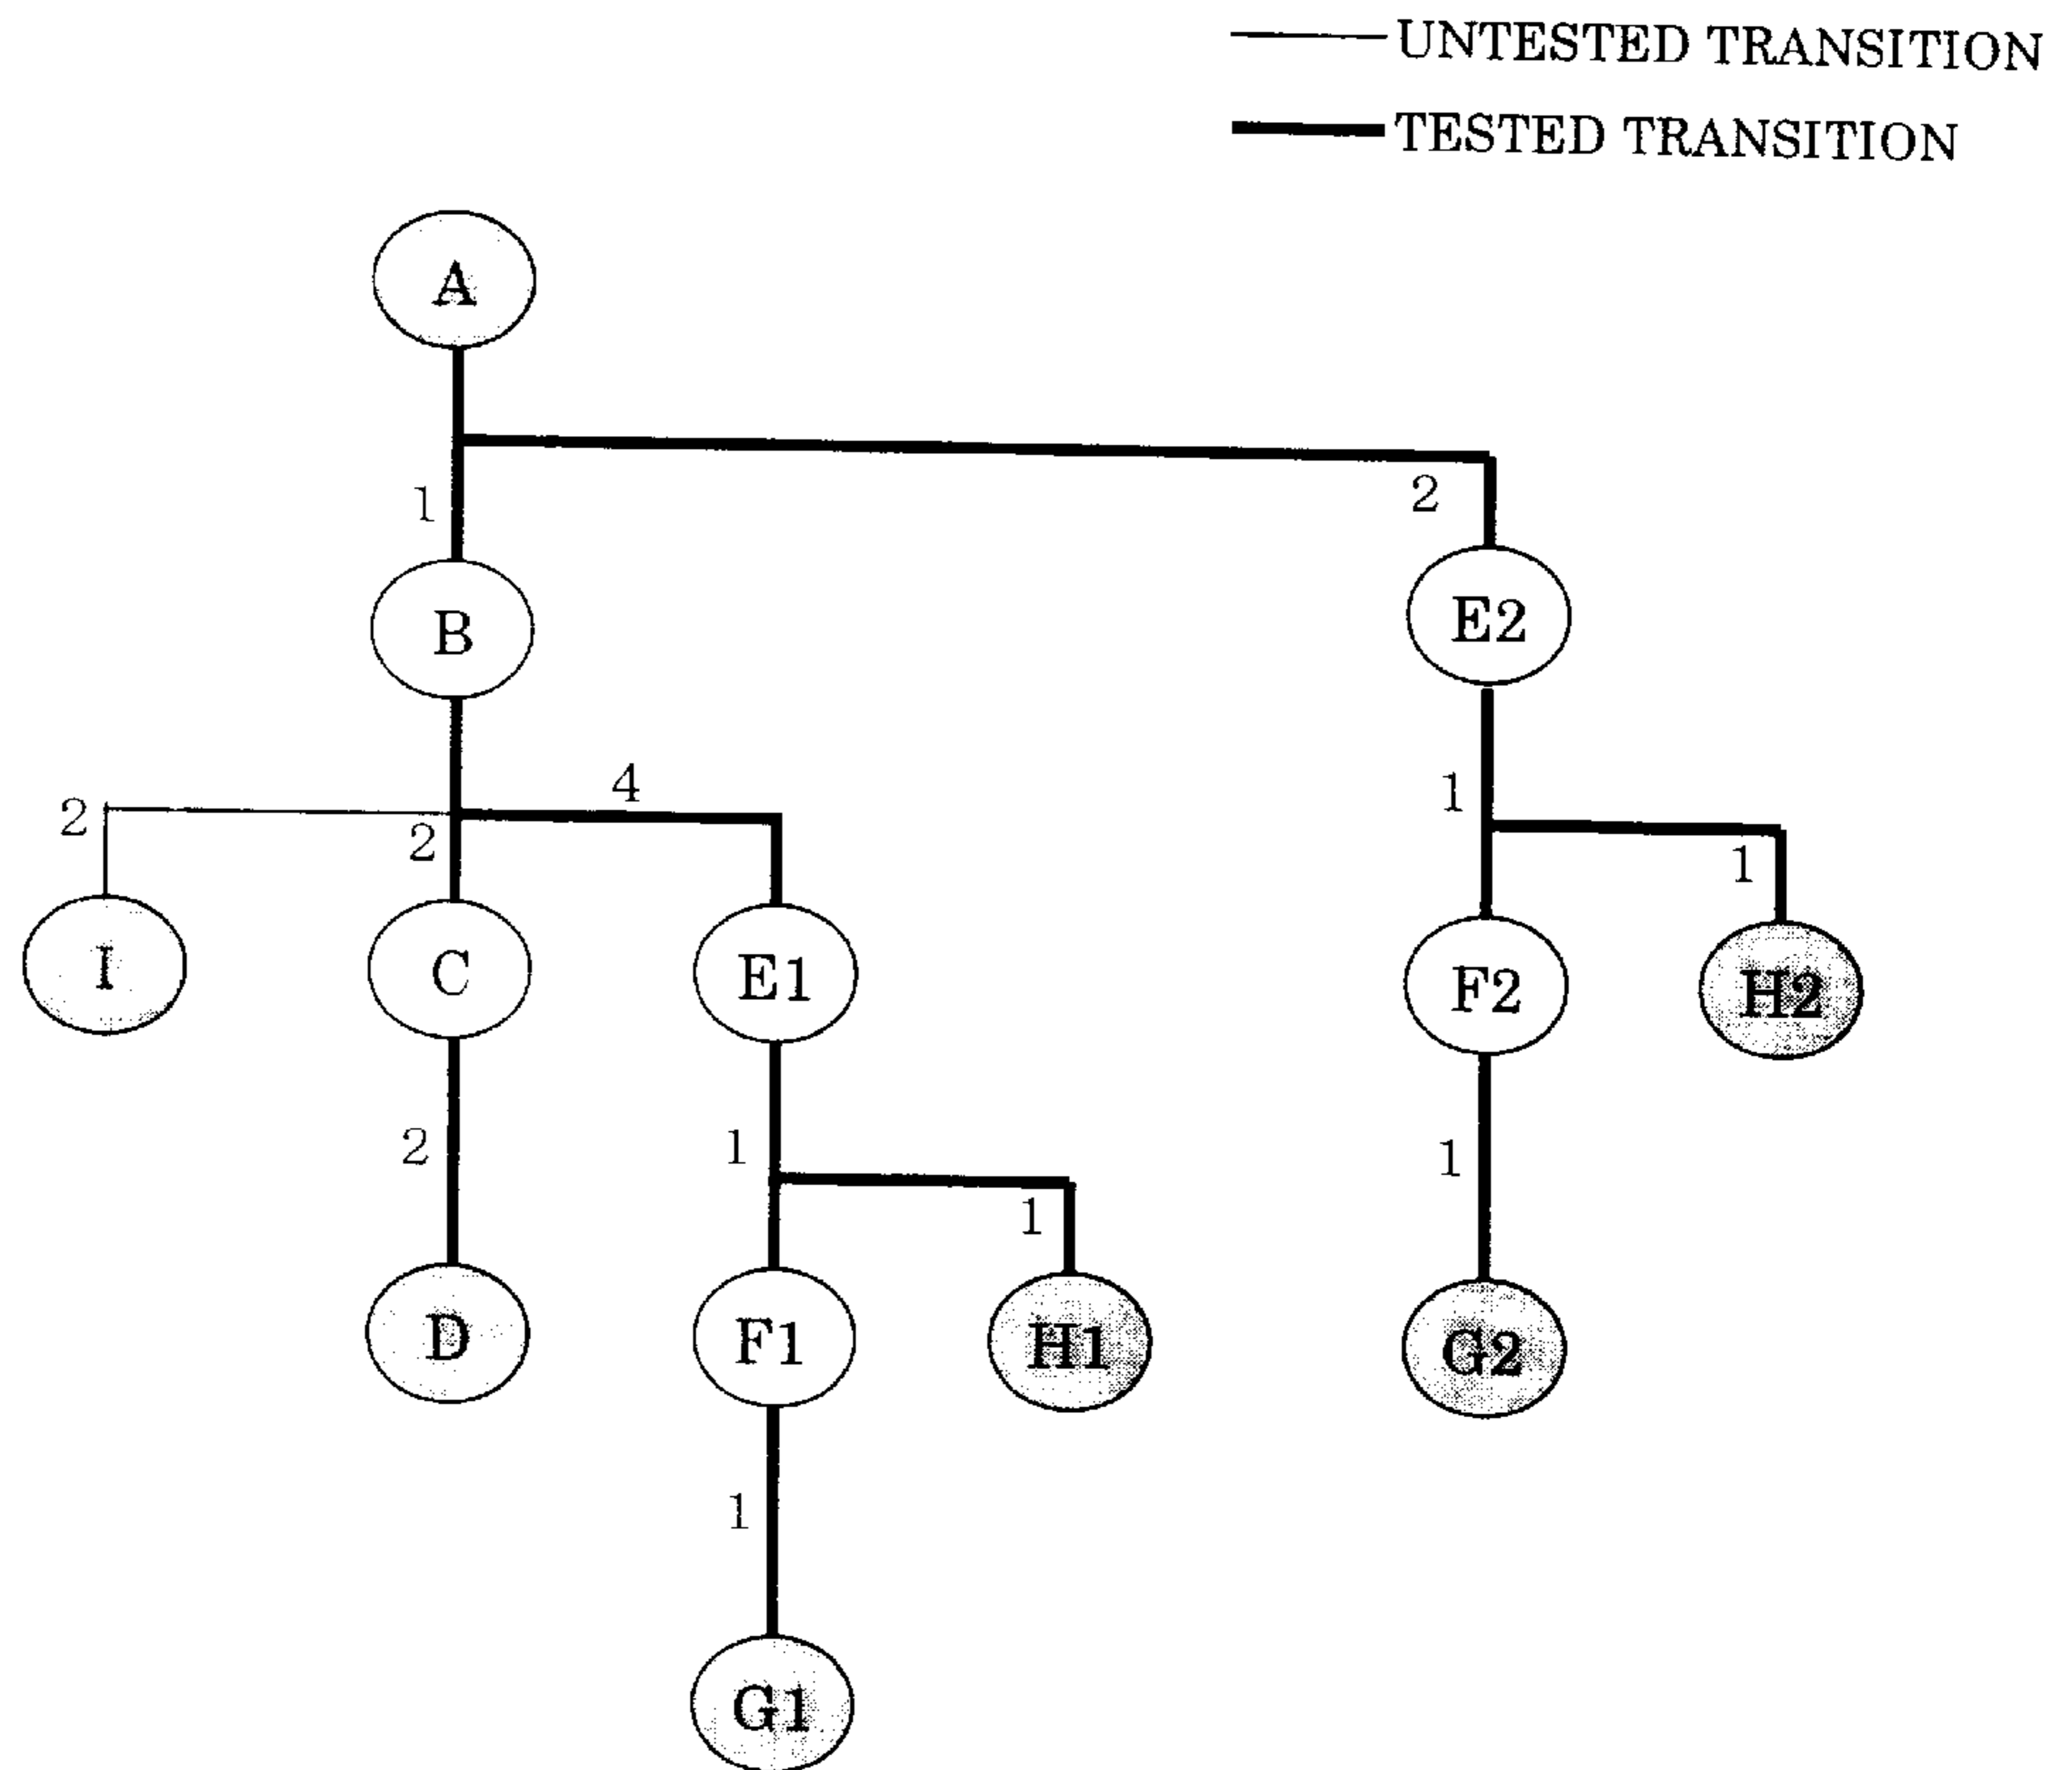 UNTESTED TRANSITION
TESTED TRANSITION
A
1
2
B
E2
2
2
4
1
1
I
C
E1
F2
H2
2
1
1
1
D
F1
H1
G2
1
G1